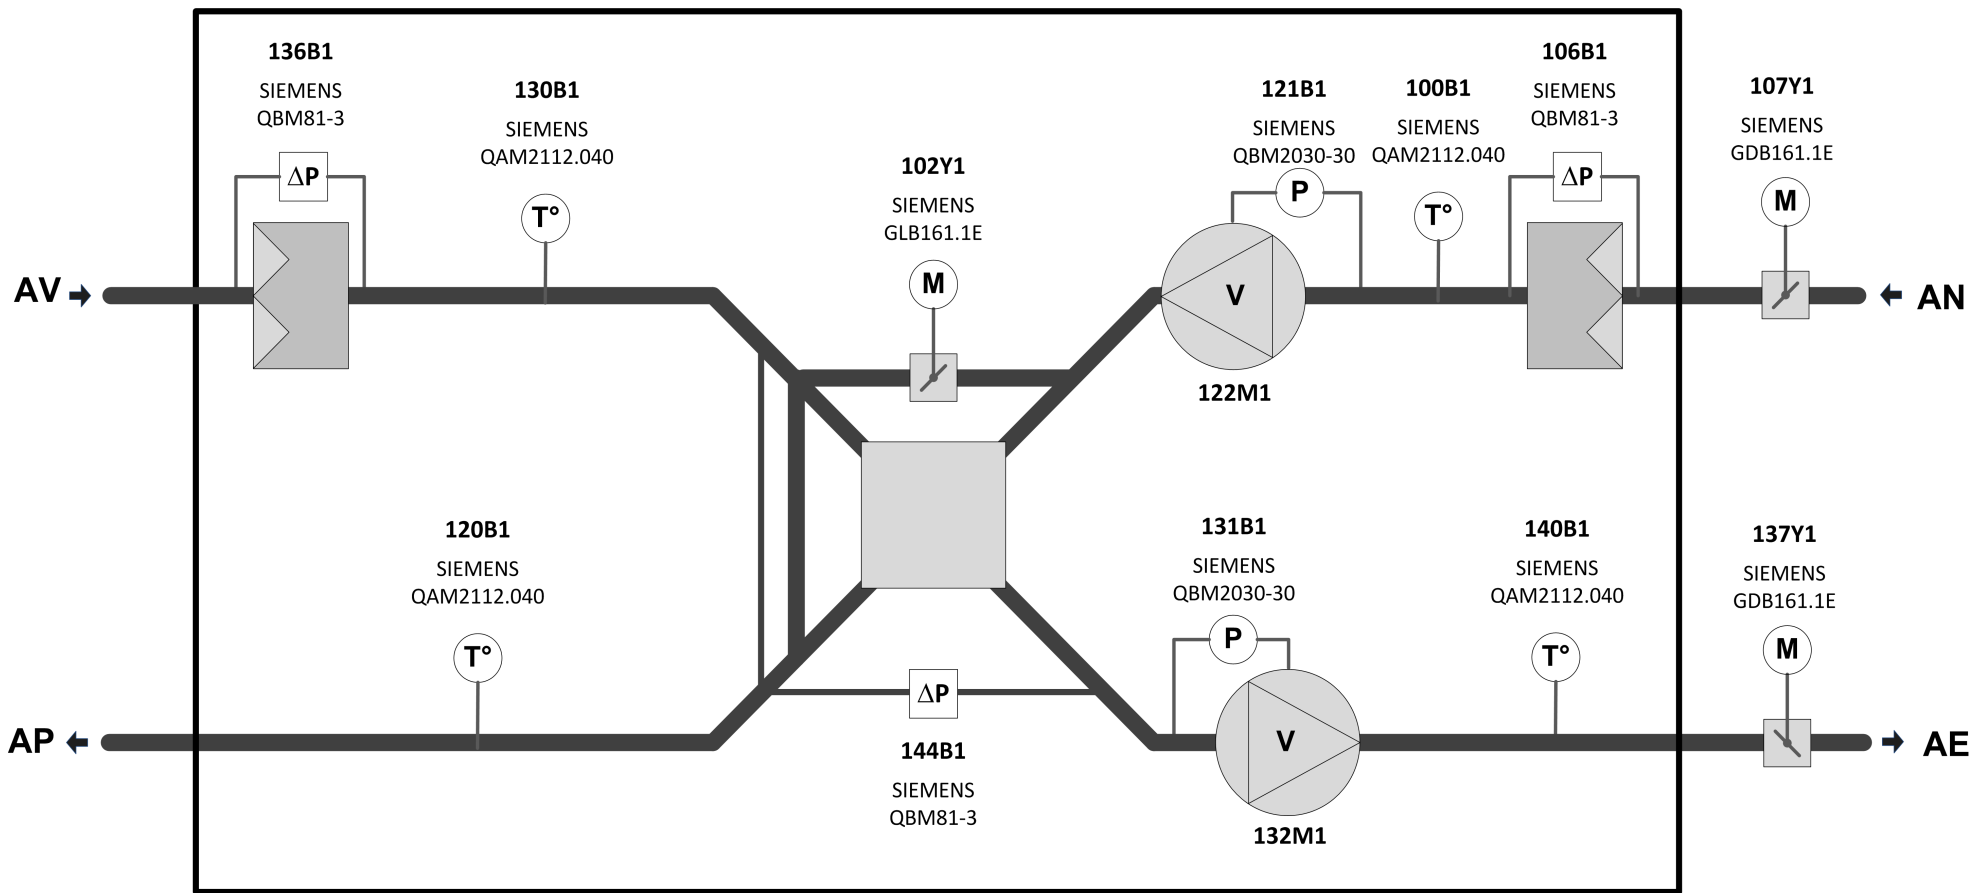 136B1
SIEMENS
QBM81-3
ΔP
130B1
SIEMENS
QAM2112.040
T°
102Y1
SIEMENS
GLB161.1E
M
121B1
SIEMENS
QBM2030-30
P
100B1
SIEMENS
QAM2112.040
T°
106B1
SIEMENS
QBM81-3
ΔP
107Y1
SIEMENS
GDB161.1E
M
AV
V
122M1
AN
120B1
SIEMENS
QAM2112.040
T°
131B1
SIEMENS
QBM2030-30
P
140B1
SIEMENS
QAM2112.040
T°
137Y1
SIEMENS
GDB161.1E
M
AP
ΔP
144B1
SIEMENS
QBM81-3
V
132M1
AE